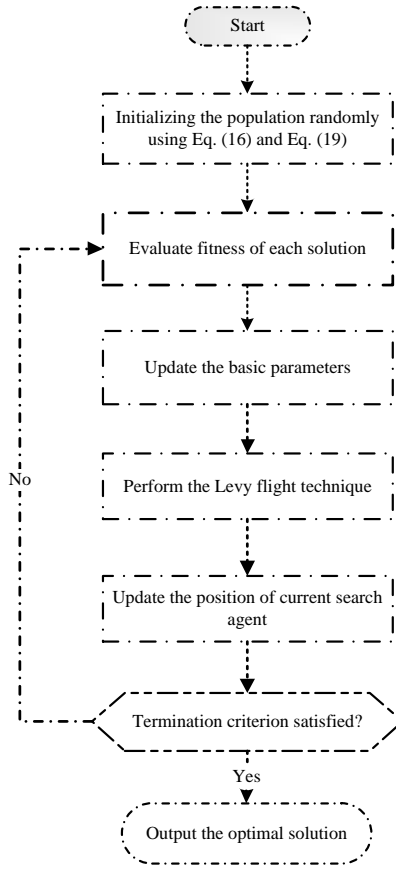 Start
Initializing the population randomly
using Eq. (16) and Eq. (19)
Evaluate fitness of each solution
Update the basic parameters
No
Perform the Levy flight technique
Update the position of current search
agent
Termination criterion satisfied?
Yes
Output the optimal solution